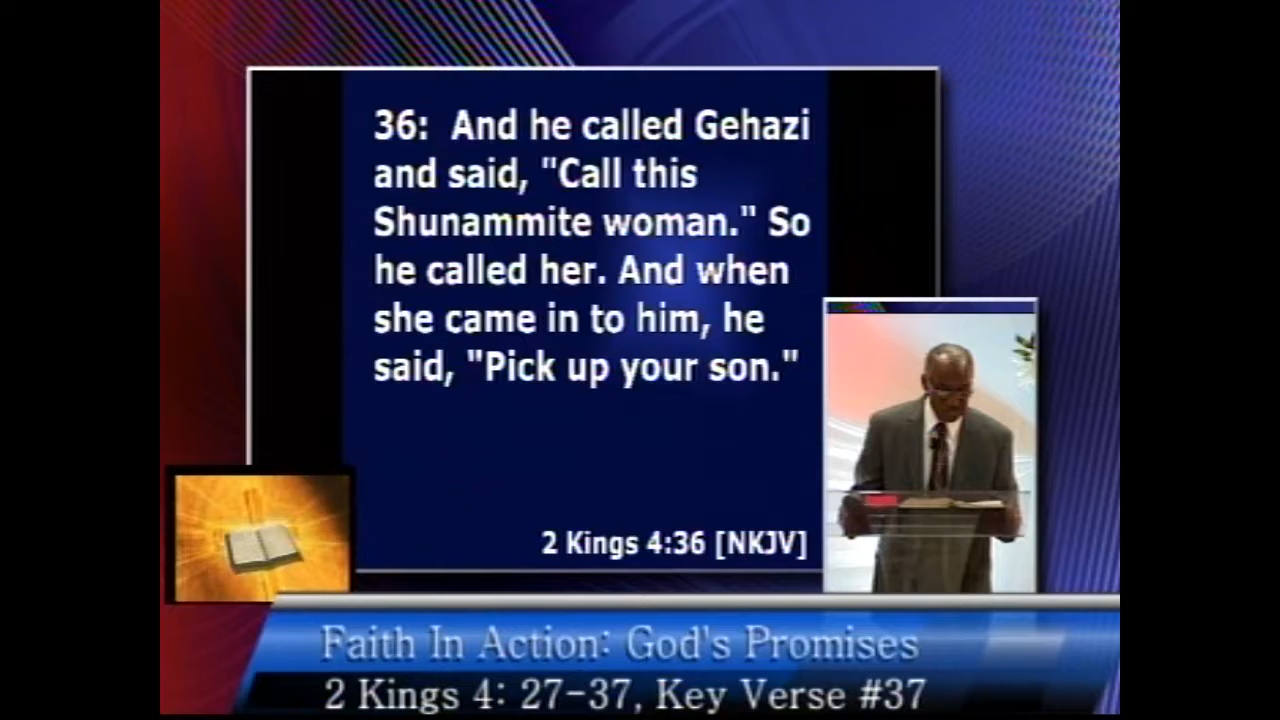 36:  And he called Gehazi
and said, "Call this
Shunammite woman." So
he called her. And when
she came in to him, he
said, "Pick up your son."
2 Kings 4:36 [NKJV]
Faith In Action: God's Promises
2 Kings 4: 27-37, Key Verse #37